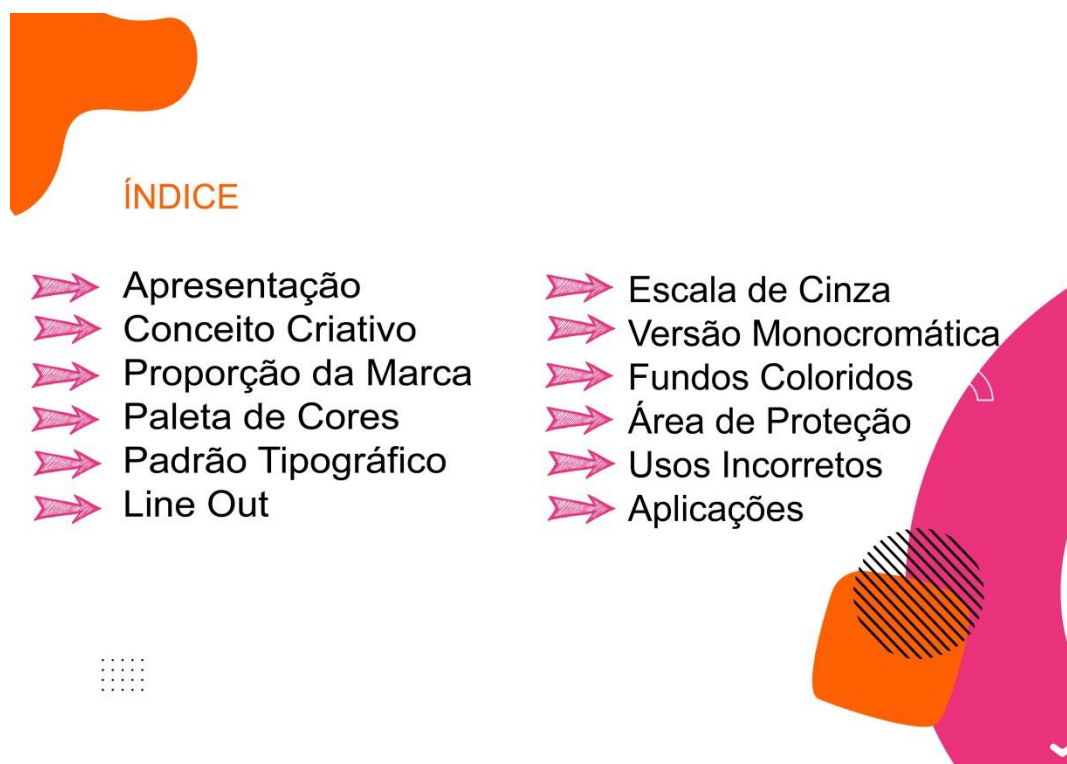 ÍNDICE
Apresentação
Conceito Criativo
Proporção da Marca
Paleta de Cores
Padrão Tipográfico
Line Out
Escala de Cinza
Versão Monocromática
Fundos Coloridos
Área de Proteção
Usos Incorretos
Aplicações